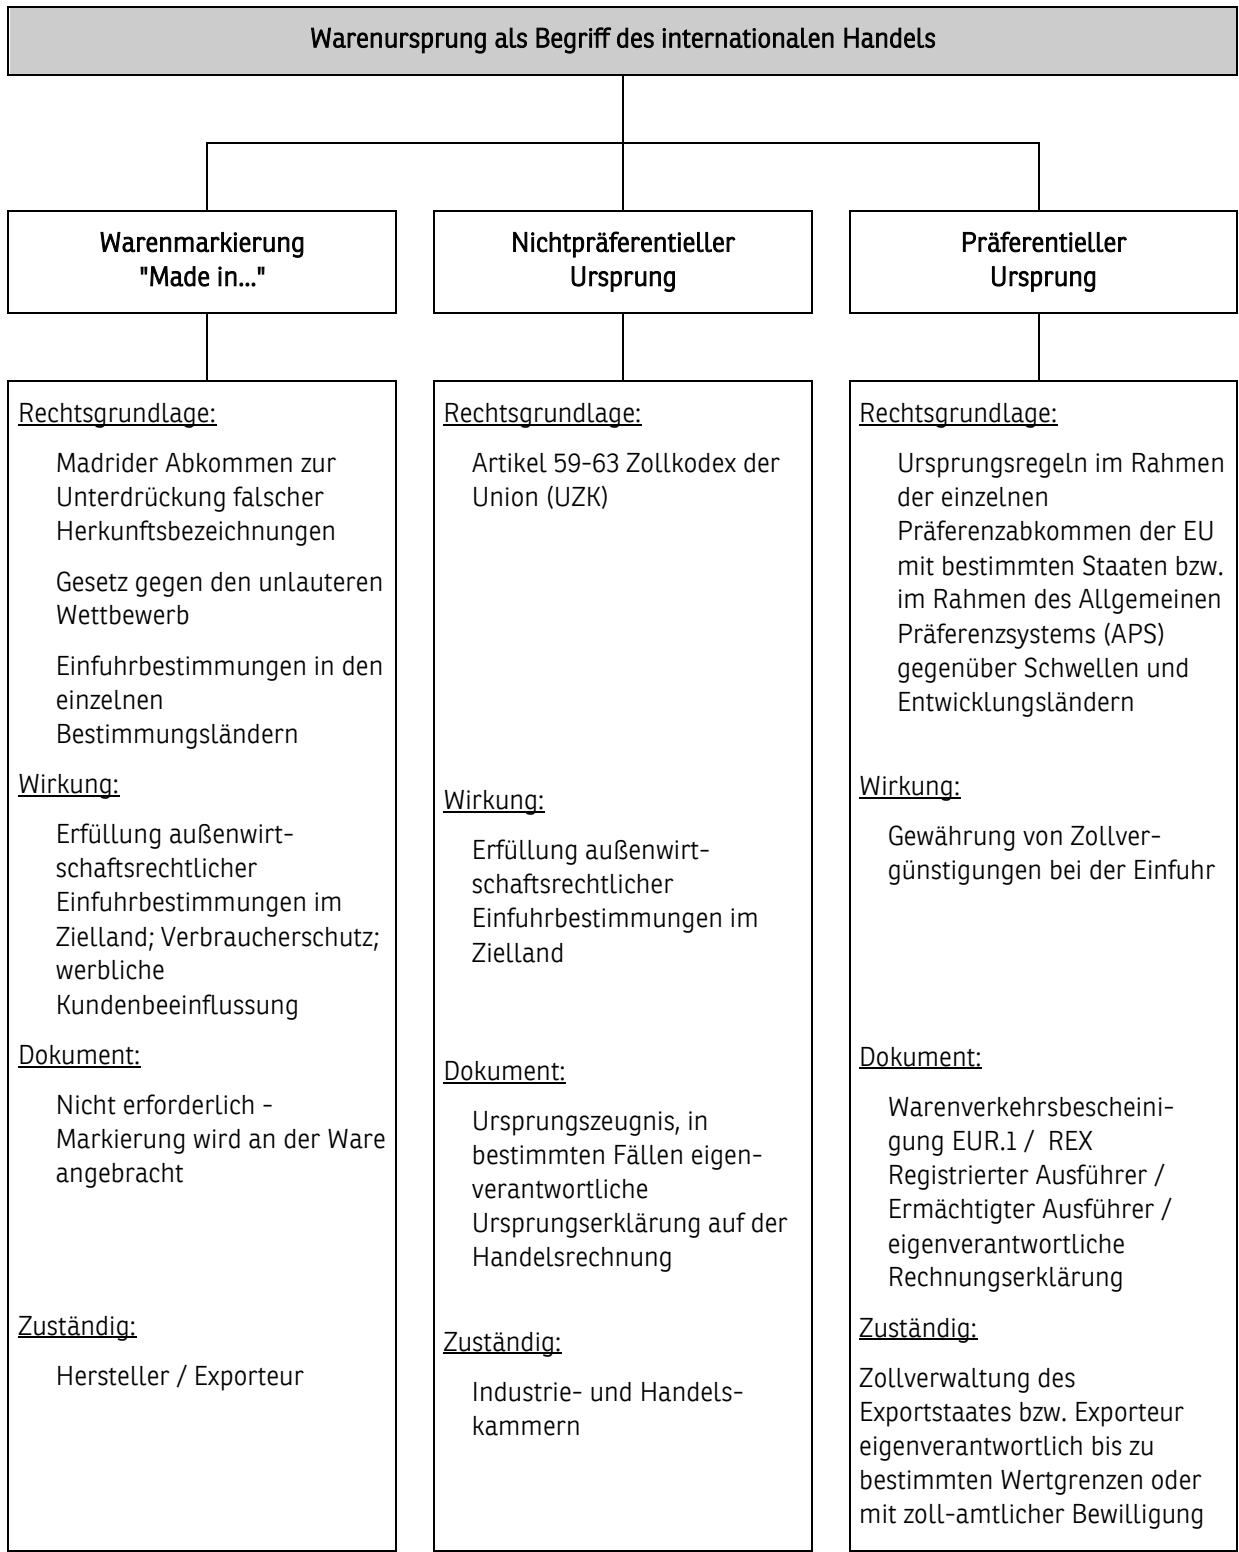 Warenursprung als Begriff des internationalen Handels
Warenmarkierung
"Made in..."
Rechtsgrundlage:
Madrider Abkommen zur
Unterdrückung falscher
Herkunftsbezeichnungen
Gesetz gegen den unlauteren
Wettbewerb
Einfuhrbestimmungen in den
einzelnen
Bestimmungsländern
Wirkung:
Erfüllung außenwirt-
schaftsrechtlicher
Einfuhrbestimmungen im
Zielland; Verbraucherschutz;
werbliche
Kundenbeeinflussung
Dokument:
Nicht erforderlich -
Markierung wird an der Ware
angebracht
Zuständig:
Hersteller / Exporteur
Nichtpräferentieller
Ursprung
Rechtsgrundlage:
Artikel 59-63 Zollkodex der
Union (UZK)
Wirkung:
Erfüllung außenwirt-
schaftsrechtlicher
Einfuhrbestimmungen im
Zielland
Dokument:
Ursprungszeugnis, in
bestimmten Fällen eigen-
verantwortliche
Ursprungserklärung auf der
Handelsrechnung
Zuständig:
Industrie- und Handels-
kammern
Präferentieller
Ursprung
Rechtsgrundlage:
Ursprungsregeln im Rahmen
der einzelnen
Präferenzabkommen der EU
mit bestimmten Staaten bzw.
im Rahmen des Allgemeinen
Präferenzsystems (APS)
gegenüber Schwellen und
Entwicklungsländern
Wirkung:
Gewährung von Zollver-
günstigungen bei der Einfuhr
Dokument:
Warenverkehrsbescheini-
gung EUR.1 / REX
Registrierter Ausführer /
Ermächtigter Ausführer /
eigenverantwortliche
Rechnungserklärung
Zuständig:
Zollverwaltung des
Exportstaates bzw. Exporteur
eigenverantwortlich bis zu
bestimmten Wertgrenzen oder
mit zoll-amtlicher Bewilligung